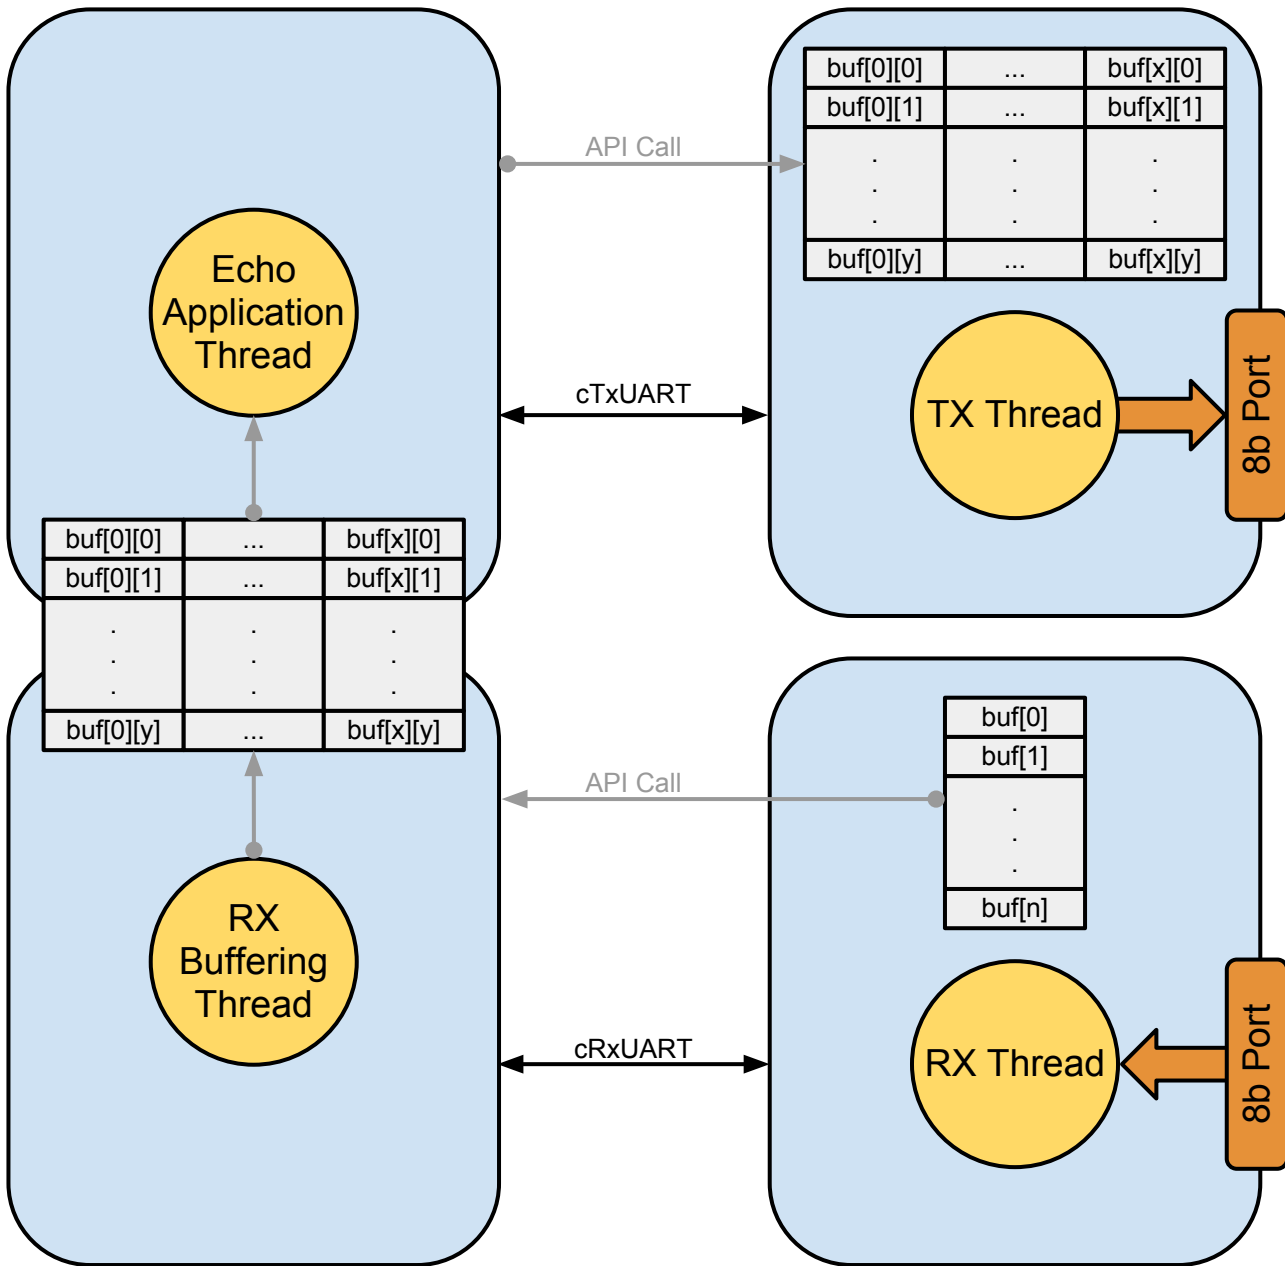 buf[0][0] ... buf[x][0]
buf[0][1] ... buf[x][1]
. . .
. . .
. . .
buf[0][y] ... buf[x][y]
API Call
Echo
Application
Thread
cTxUART
TX Thread
8b Port
buf[0][0] ... buf[x][0]
buf[0][1] ... buf[x][1]
. . .
. . .
. . .
buf[0][y] ... buf[x][y]
API Call
buf[0]
buf[1]
.
.
.
buf[n]
RX
Buffering
Thread
cRxUART
RX Thread
8b Port